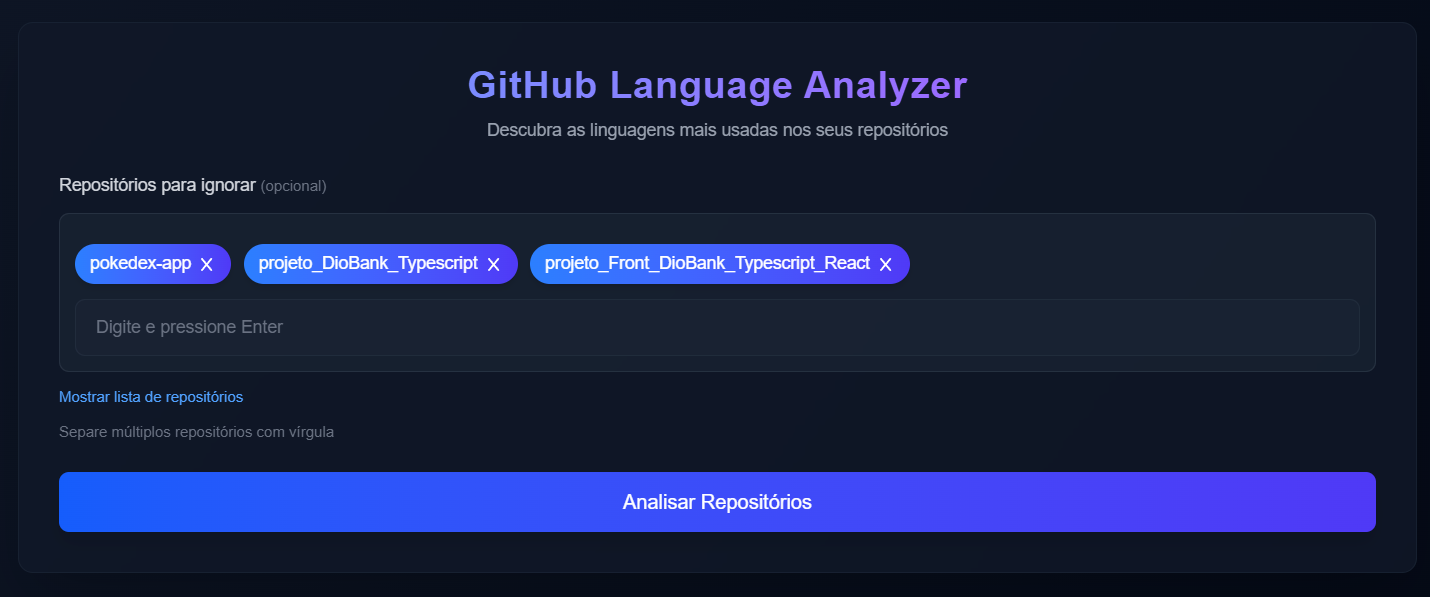 GitHub Language Analyzer
Descubra as linguagens mais usadas nos seus repositórios
Repositórios para ignorar (opcional)
pokedex-app X projeto_DioBank_Typescript X projeto_Front_DioBank_Typescript_React X
Digite e pressione Enter
Mostrar lista de repositórios
Separe múltiplos repositórios com vírgula
Analisar Repositórios